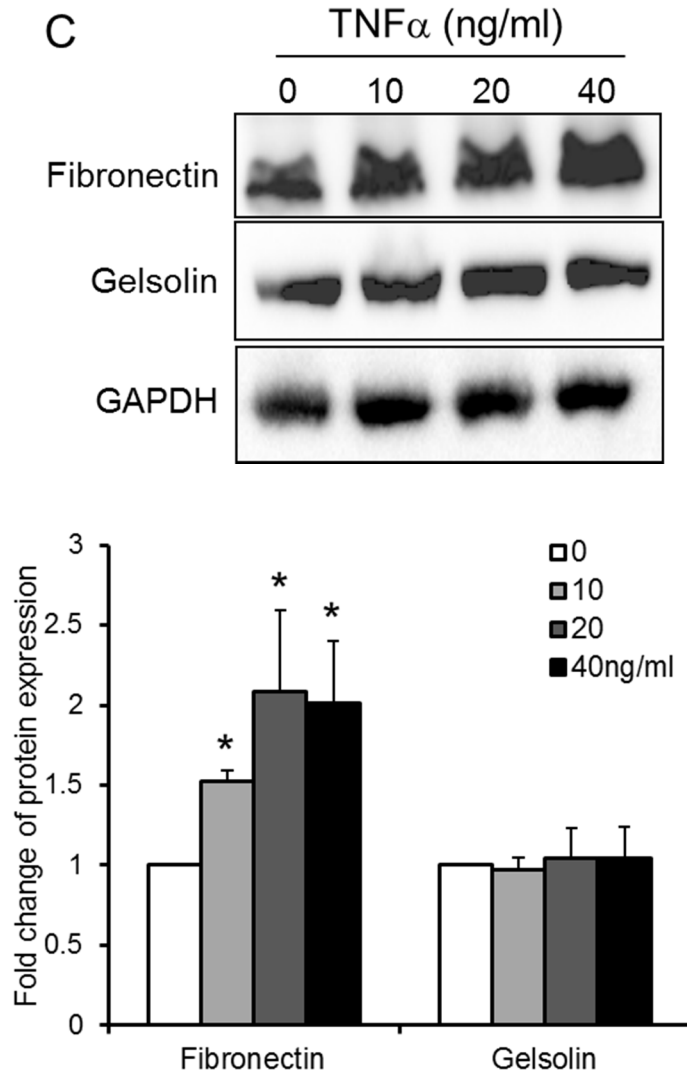 C
TNFα (ng/ml)
0 10 20 40
Fibronectin
Gelsolin
GAPDH
Fold change of protein expression
3
2.5
2
1.5
1
0.5
0
* * *
0
10
20
40ng/ml
Fibronectin Gelsolin